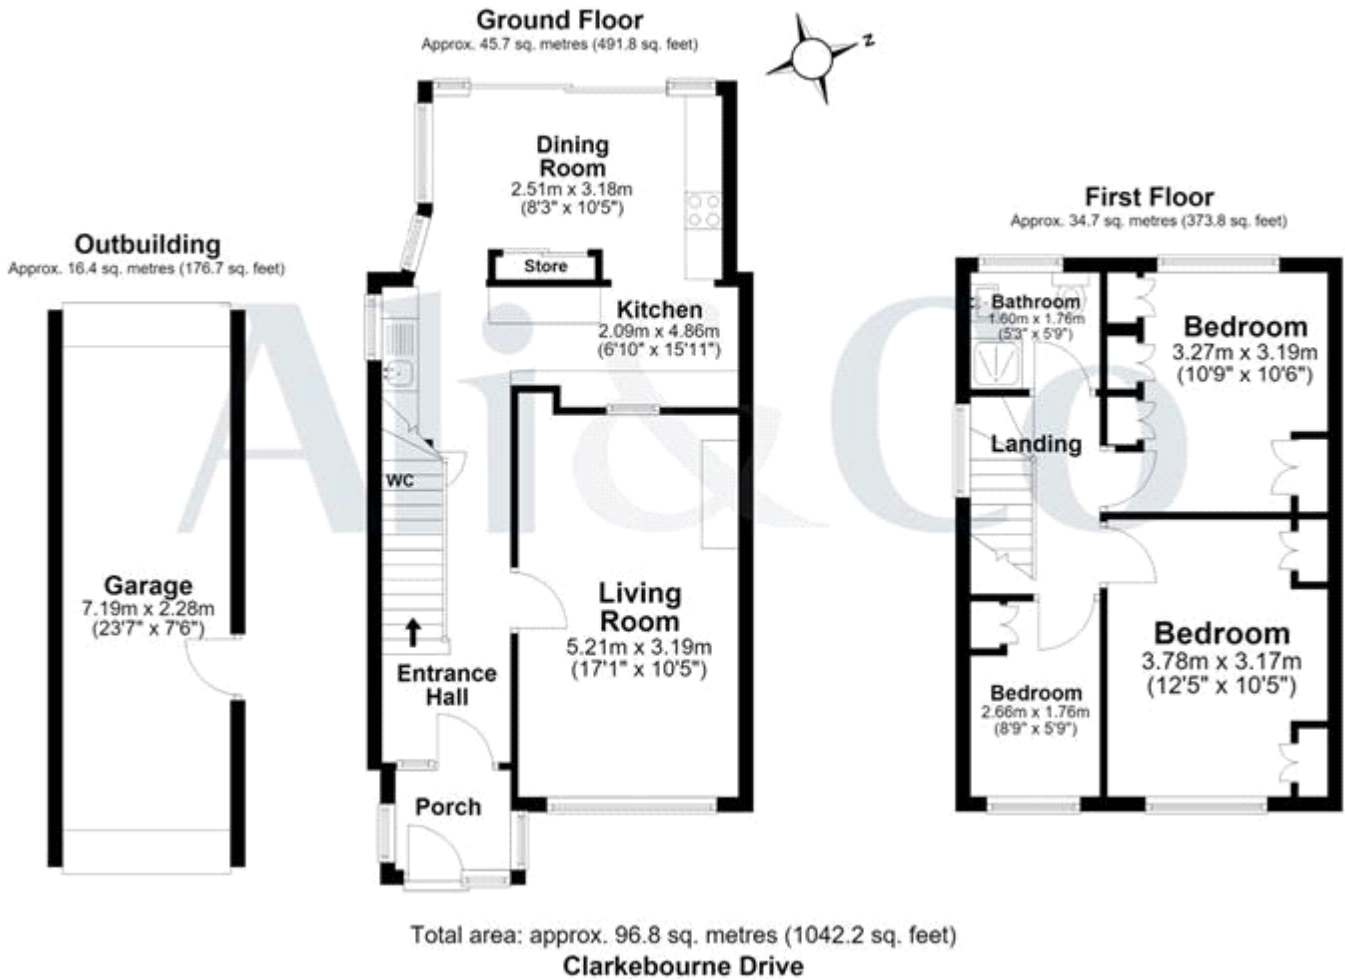 Ground Floor
Approx. 45.7 sq. metres (491.8 sq. feet)
Z
Dining
Room
2.51m x 3.18m
(8'3" x 10'5")
Store
Kitchen
2.09m x 4.86m
(6'10" x 15'11")
WC
Living
Room
5.21m x 3.19m
(17'1" x 10'5")
Entrance
Hall
Porch
Outbuilding
Approx. 16.4 sq. metres (176.7 sq. feet)
Garage
7.19m x 2.28m
(23'7" x 7'6")
First Floor
Approx. 34.7 sq. metres (373.8 sq. feet)
Bathroom
1.60m x 1.76m
(5'3" x 5'9")
Bedroom
3.27m x 3.19m
(10'9" x 10'6")
Landing
Bedroom
3.78m x 3.17m
(12'5" x 10'5")
Bedroom
2.66m x 1.76m
(8'9" x 5'9")
Ali&Co
Total area: approx. 96.8 sq. metres (1042.2 sq. feet)
Clarkebourne Drive